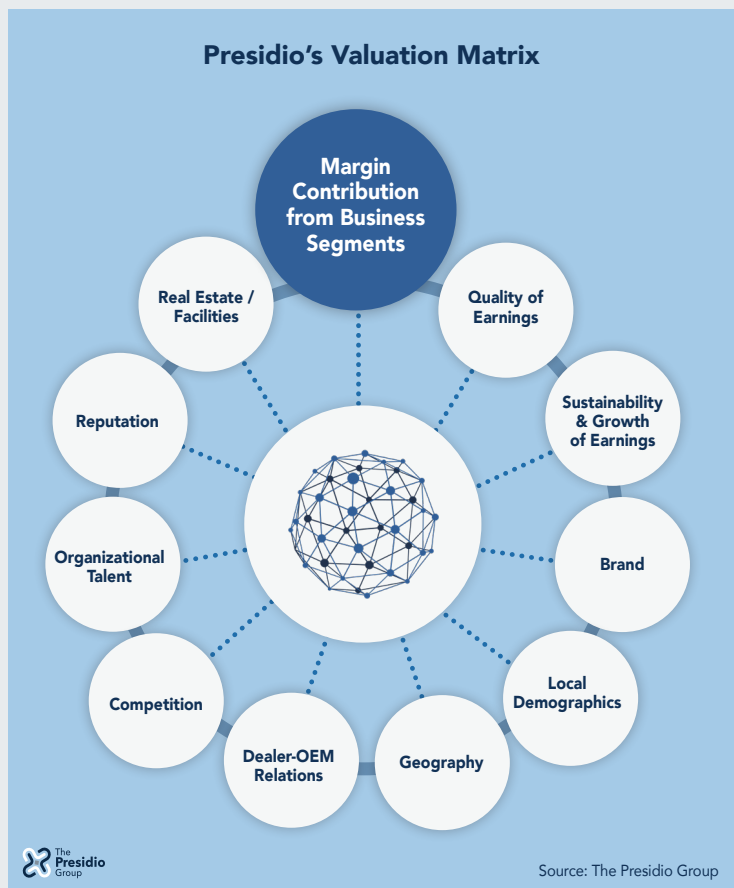 Presidio’s Valuation Matrix
Margin
Contribution
from Business
Segments
Quality of
Earnings
Sustainability
& Growth
of Earnings
Brand
Local
Demographics
Geography
Dealer-OEM
Relations
Competition
Organizational
Talent
Reputation
Real Estate /
Facilities
The
Presidio
Group
Source: The Presidio Group